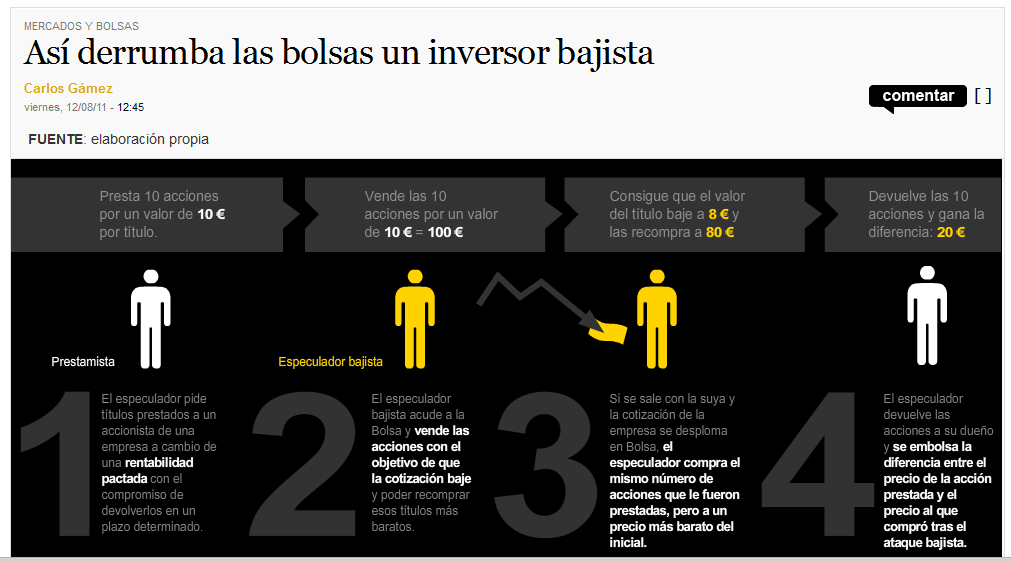 MERCADOS Y BOLSAS
Así derrumba las bolsas un inversor bajista
Carlos Gámez
viernes, 12/08/11 - 12:45
comentar [ ]
FUENTE: elaboración propia
Presta 10 acciones
por un valor de 10 €
por título.
Vende las 10
acciones por un valor
de 10 € = 100 €
Consigue que el valor
del título baje a 8 € y
las recompra a 80 €
Devuelve las 10
acciones y gana la
diferencia: 20 €
Prestamista
Especulador bajista
1
El especulador pide
títulos prestados a un
accionista de una
empresa a cambio de
una rentabilidad
pactada con el
compromiso de
devolverlos en un
plazo determinado.
2
El especulador
bajista acude a la
Bolsa y vende las
acciones con el
objetivo de que
la cotización baje
y poder recomprar
esos títulos más
baratos.
3
Si se sale con la suya y
la cotización de la
empresa se desploma
en Bolsa, el
especulador compra el
mismo número de
acciones que le fueron
prestadas, pero a un
precio más barato del
inicial.
4
El especulador
devuelve las
acciones a su dueño
y se embolsa la
diferencia entre el
precio de la acción
prestada y el
precio al que
compró tras el
ataque bajista.